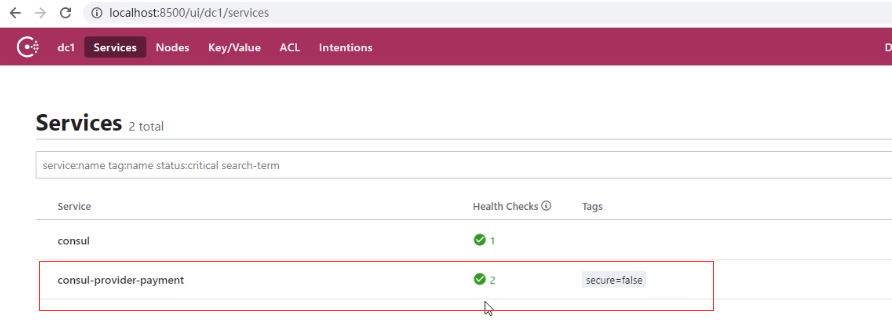 localhost:8500/ui/dc1/services
dc1 Services Nodes Key/Value ACL Intentions D
Services 2 total
service:name tag:name status:critical search-term
Service Health Checks Tags
consul 1
consul-provider-payment 2 secure=false